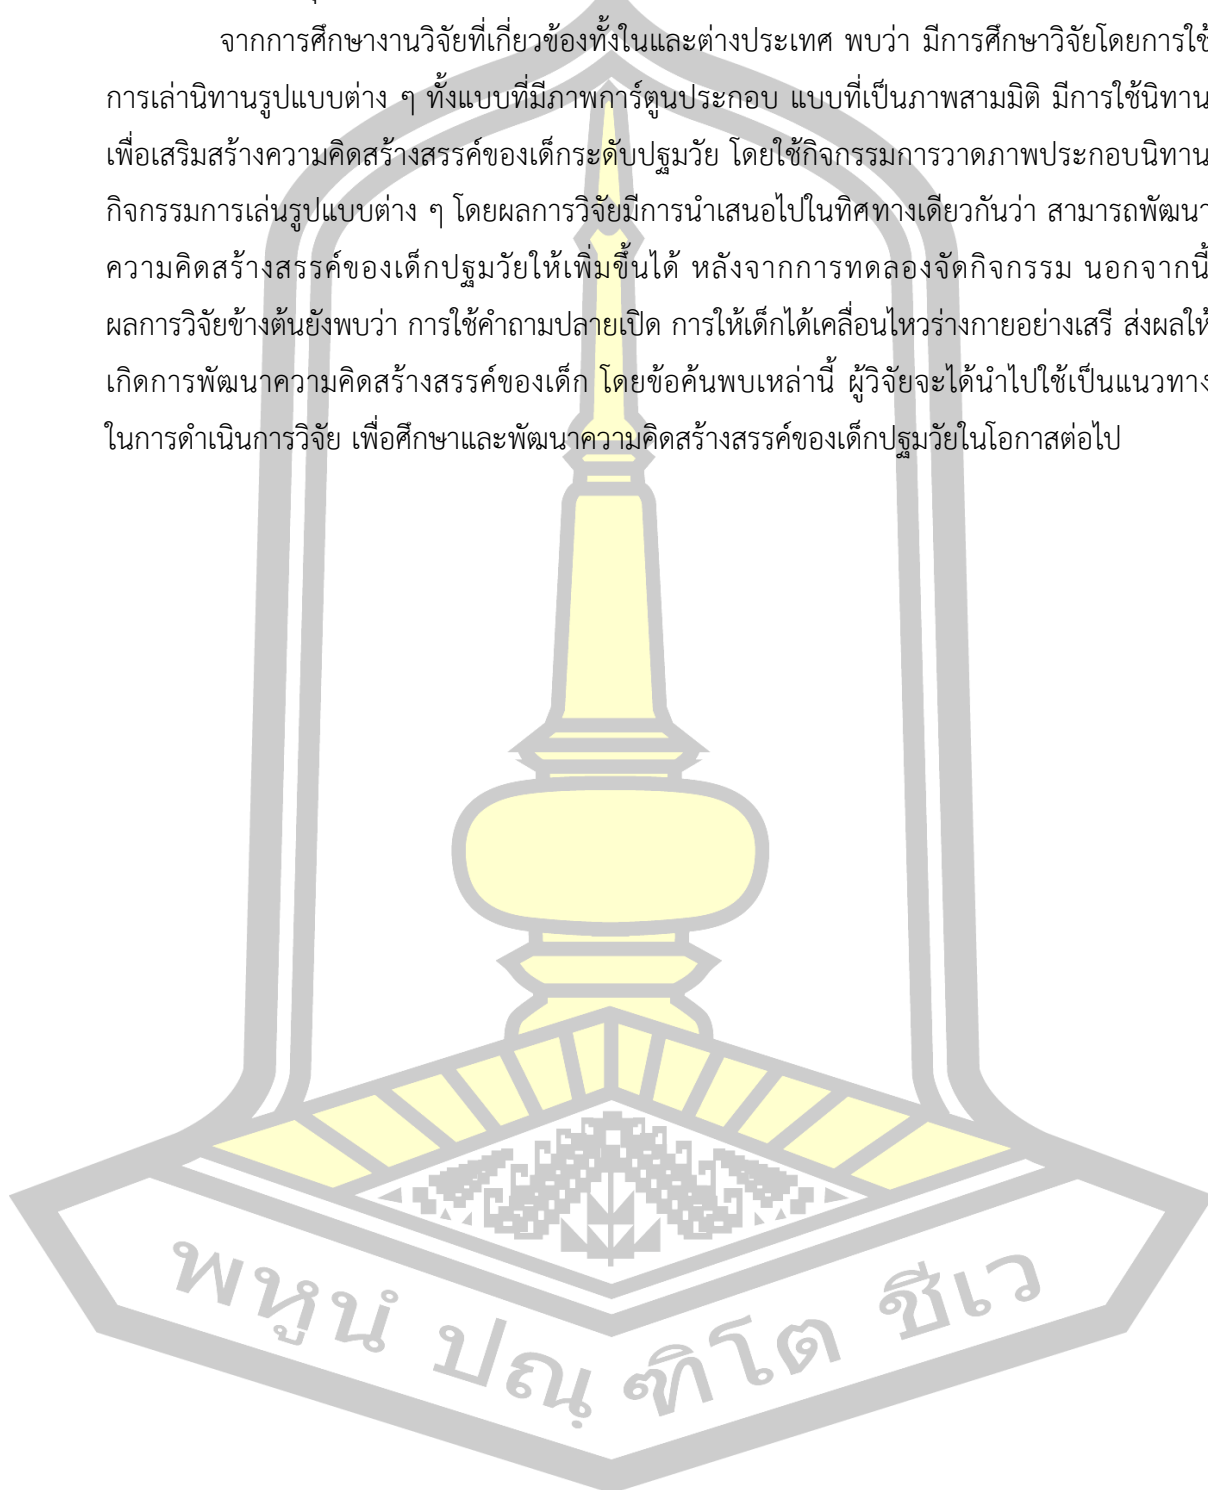 จากการศึกษางานวิจัยที่เกี่ยวข้องทั้งในและต่างประเทศ พบว่า มีการศึกษาวิจัยโดยการใช้
การเล่านิทานรูปแบบต่าง ๆ ทั้งแบบที่มีภาพการ์ตูนประกอบ แบบที่เป็นภาพสามมิติ มีการใช้นิทาน
เพื่อเสริมสร้างความคิดสร้างสรรค์ของเด็กระดับปฐมวัย โดยใช้กิจกรรมการวาดภาพประกอบนิทาน
กิจกรรมการเล่นรูปแบบต่าง ๆ โดยผลการวิจัยมีการนำเสนอไปในทิศทางเดียวกันว่า สามารถพัฒนา
ความคิดสร้างสรรค์ของเด็กปฐมวัยให้เพิ่มขึ้นได้ หลังจากการทดลองจัดกิจกรรม นอกจากนี้
ผลการวิจัยข้างต้นยังพบว่า การใช้คำถามปลายเปิด การให้เด็กได้เคลื่อนไหวร่างกายอย่างเสรี ส่งผลให้
เกิดการพัฒนาความคิดสร้างสรรค์ของเด็ก โดยข้อค้นพบเหล่านี้ ผู้วิจัยจะได้นำไปใช้เป็นแนวทาง
ในการดำเนินการวิจัย เพื่อศึกษาและพัฒนาความคิดสร้างสรรค์ของเด็กปฐมวัยในโอกาสต่อไป
พหูนํ ปณฺฑิโต ชีเว